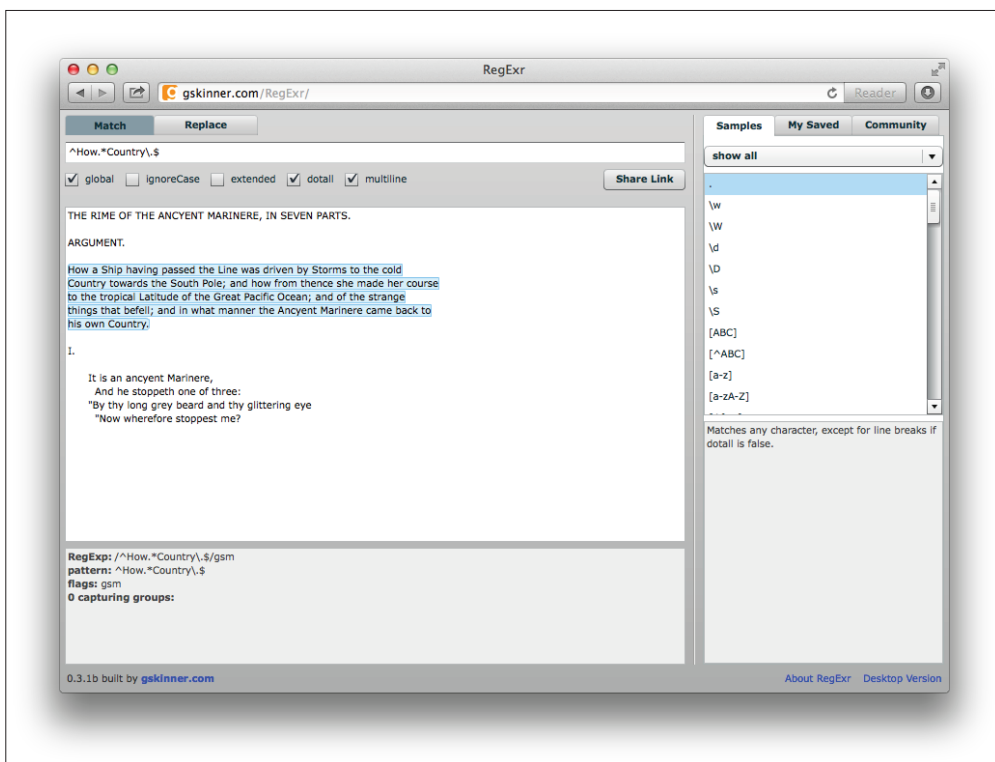 RegExr
gskinner.com/RegExr/
Reader
Match Replace
^How.*Country\.$
global ignoreCase extended dotall multiline Share Link
THE RIME OF THE ANCYENT MARINERE, IN SEVEN PARTS.
ARGUMENT.
How a Ship having passed the Line was driven by Storms to the cold
Country towards the South Pole; and how from thence she made her course
to the tropical Latitude of the Great Pacific Ocean; and of the strange
things that befell; and in what manner the Ancyent Marinere came back to
his own Country.
I.
It is an ancyent Marinere,
And he stoppeth one of three:
"By thy long grey beard and thy glittering eye
"Now wherefore stoppest me?
RegExp: /^How.*Country\.$/gsm
pattern: ^How.*Country\.$
flags: gsm
0 capturing groups:
Samples My Saved Community
show all
.
\w
\W
\d
\D
\s
\S
[ABC]
[^ABC]
[a-z]
[a-zA-Z]
Matches any character, except for line breaks if
dotall is false.
0.3.1b built by gskinner.com
About RegExr Desktop Version